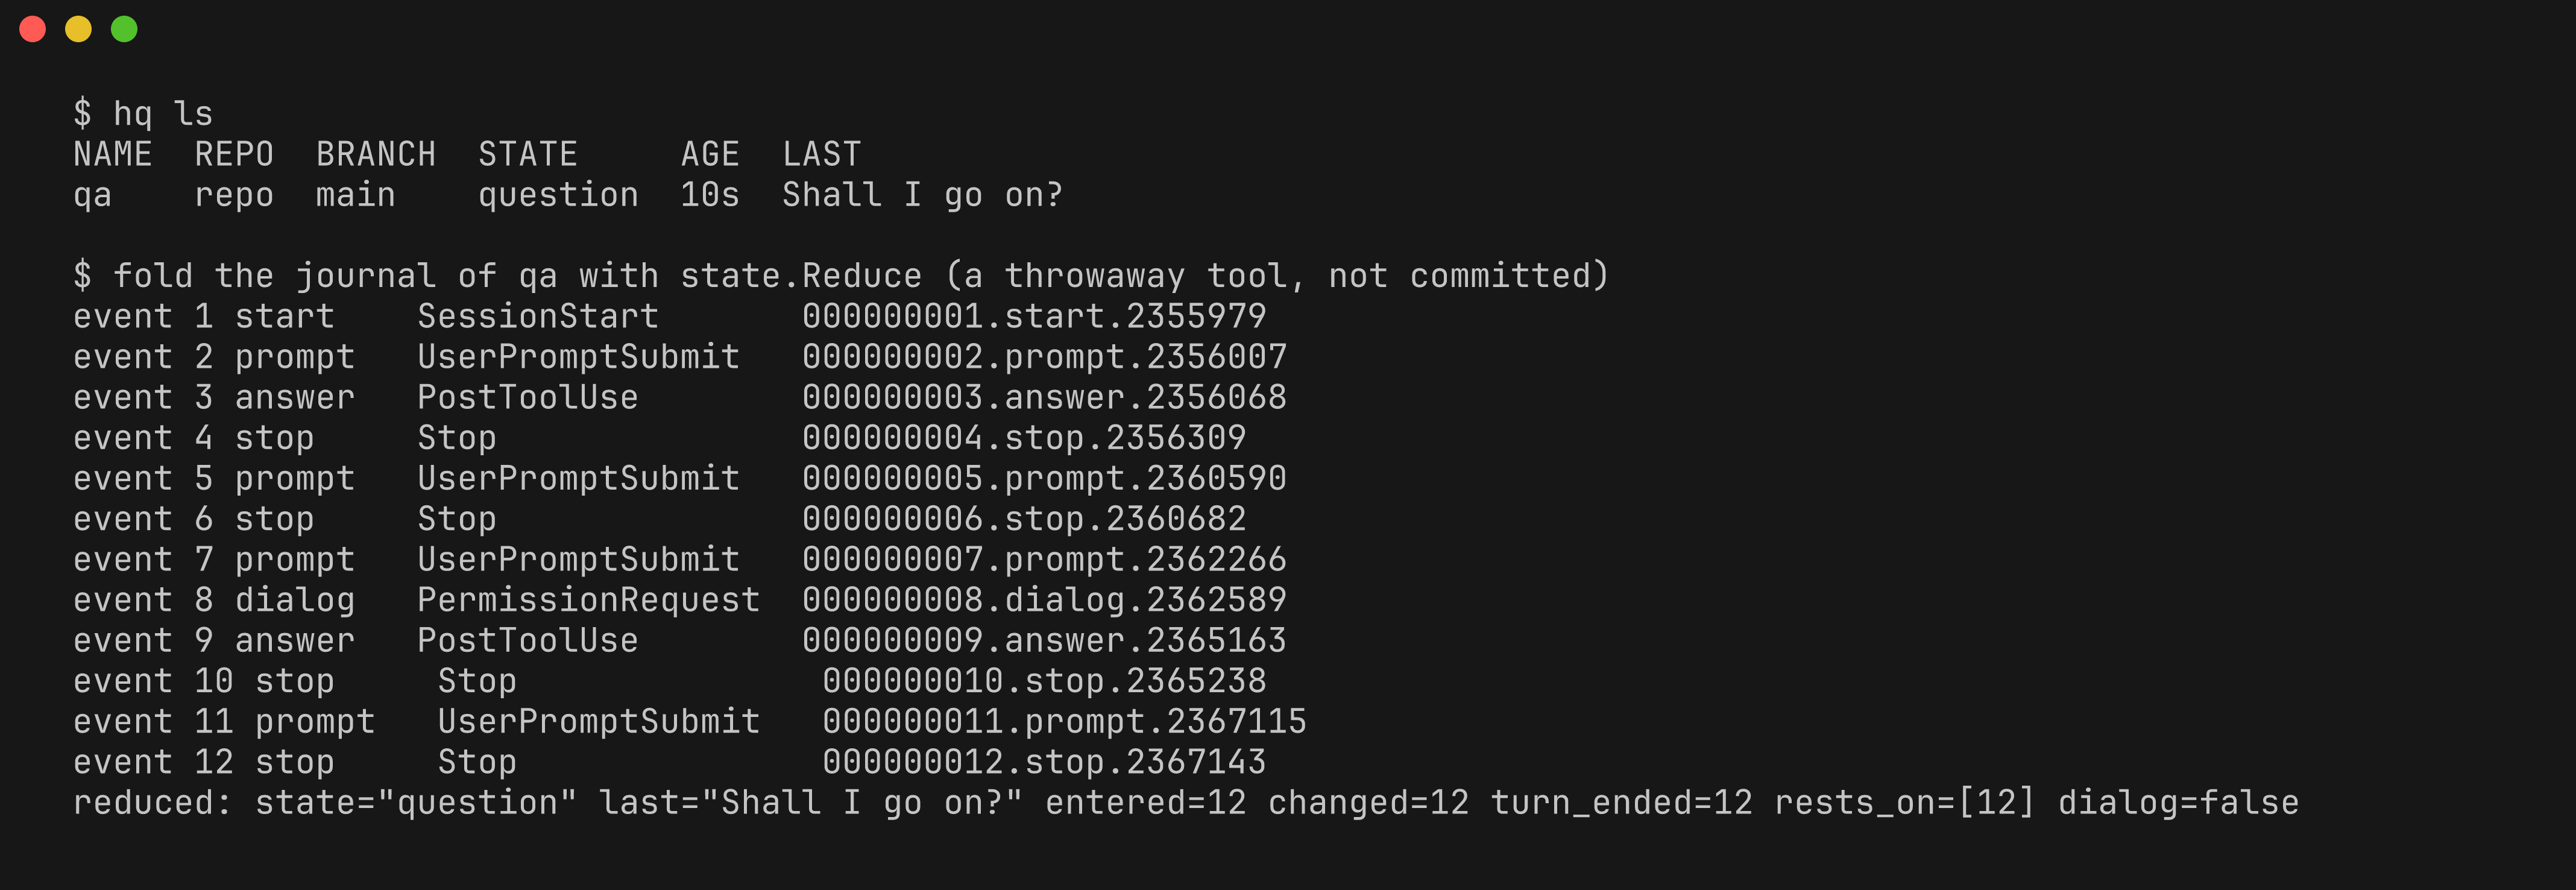 $ hq ls
NAME  REPO  BRANCH  STATE     AGE  LAST
qa    repo  main    question  10s  Shall I go on?

$ fold the journal of qa with state.Reduce (a throwaway tool, not committed)
event 1 start    SessionStart       000000001.start.2355979
event 2 prompt   UserPromptSubmit   000000002.prompt.2356007
event 3 answer   PostToolUse        000000003.answer.2356068
event 4 stop     Stop               000000004.stop.2356309
event 5 prompt   UserPromptSubmit   000000005.prompt.2360590
event 6 stop     Stop               000000006.stop.2360682
event 7 prompt   UserPromptSubmit   000000007.prompt.2362266
event 8 dialog   PermissionRequest  000000008.dialog.2362589
event 9 answer   PostToolUse        000000009.answer.2365163
event 10 stop     Stop               000000010.stop.2365238
event 11 prompt   UserPromptSubmit   000000011.prompt.2367115
event 12 stop     Stop               000000012.stop.2367143
reduced: state="question" last="Shall I go on?" entered=12 changed=12 turn_ended=12 rests_on=[12] dialog=false